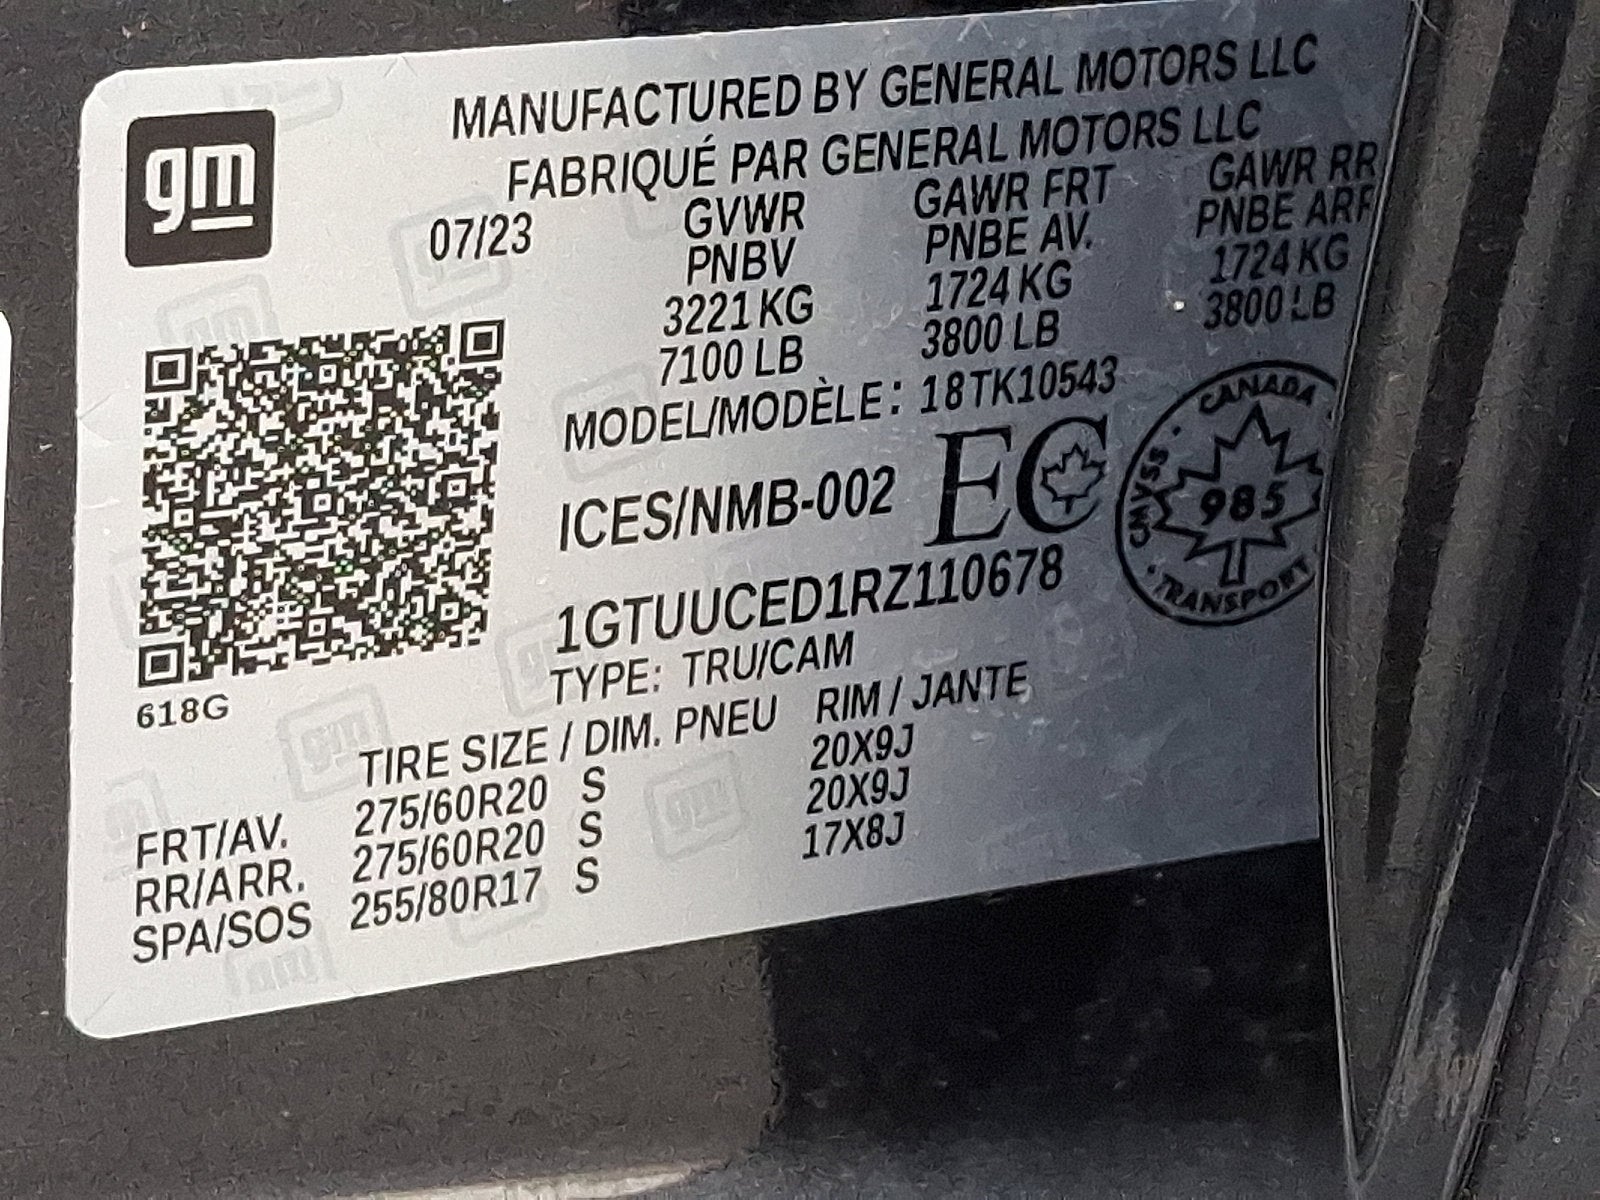 gm
MANUFACTURED BY GENERAL MOTORS LLC
FABRIQUÉ PAR GENERAL MOTORS LLC
07/23
GVWR
PNBV
3221 KG
7100 LB
GAWR FRT
PNBE AV.
1724 KG
3800 LB
GAWR RR
PNBE ARR
1724 KG
3800 LB
MODEL/MODÈLE: 18TK10543
ICES/NMB-002 EC
CANADA
CMVSS
985
TRANSPORT
1GTUUCED1RZ110678
TYPE: TRU/CAM
618G
TIRE SIZE / DIM. PNEU RIM / JANTE
FRT/AV. 275/60R20 S 20X9J
RR/ARR. 275/60R20 S 20X9J
SPA/SOS 255/80R17 S 17X8J